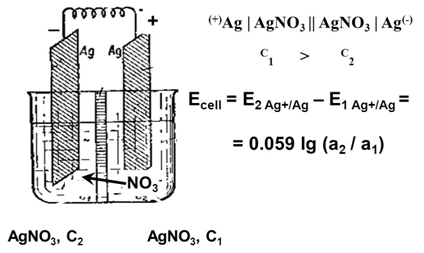 − +
Ag Ag
NO₃⁻
AgNO₃, C₂ AgNO₃, C₁
⁽⁺⁾Ag | AgNO₃ || AgNO₃ | Ag⁽⁻⁾
C₁ > C₂
Ecell = E₂ Ag+/Ag – E₁ Ag+/Ag =
= 0.059 lg (a₂ / a₁)